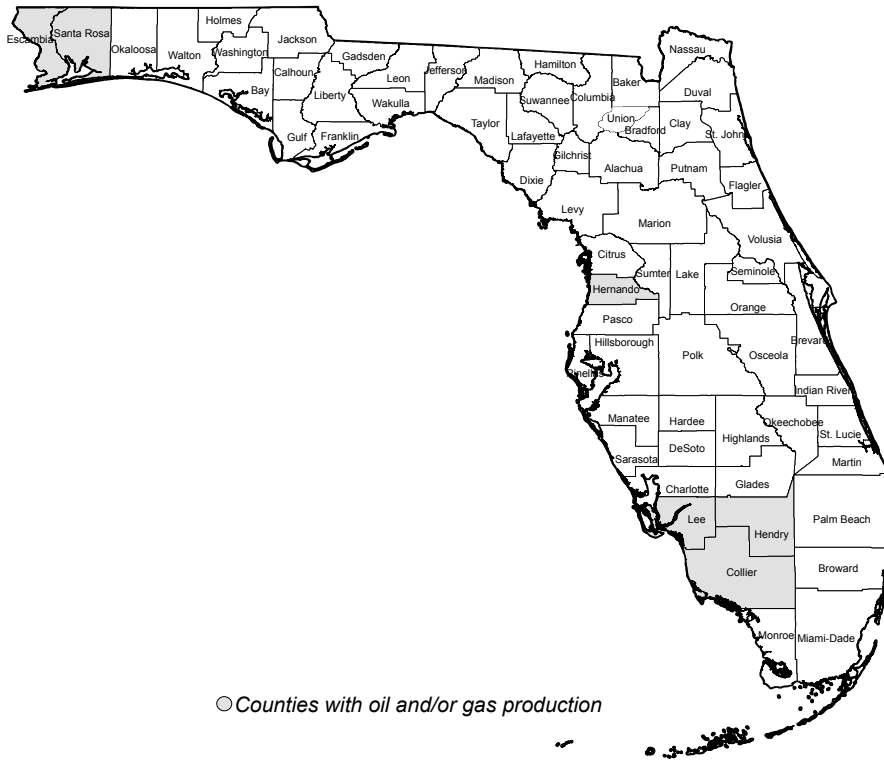 Holmes
Jackson
Escambia
Santa Rosa
Okaloosa
Walton
Washington
Bay
Calhoun
Gadsden
Liberty
Leon
Jefferson
Wakulla
Gulf
Franklin
Madison
Hamilton
Taylor
Suwannee
Columbia
Lafayette
Baker
Nassau
Duval
Union
Bradford
Clay
St. John
Gilchrist
Alachua
Putnam
Dixie
Flagler
Levy
Marion
Volusia
Citrus
Sumter
Lake
Seminole
Hernando
Orange
Pasco
Hillsborough
Pinellas
Polk
Osceola
Brevard
Indian River
Manatee
Hardee
Highlands
Okeechobee
St. Lucie
DeSoto
Sarasota
Martin
Charlotte
Glades
Lee
Hendry
Palm Beach
Collier
Broward
Monroe
Miami-Dade
Counties with oil and/or gas production